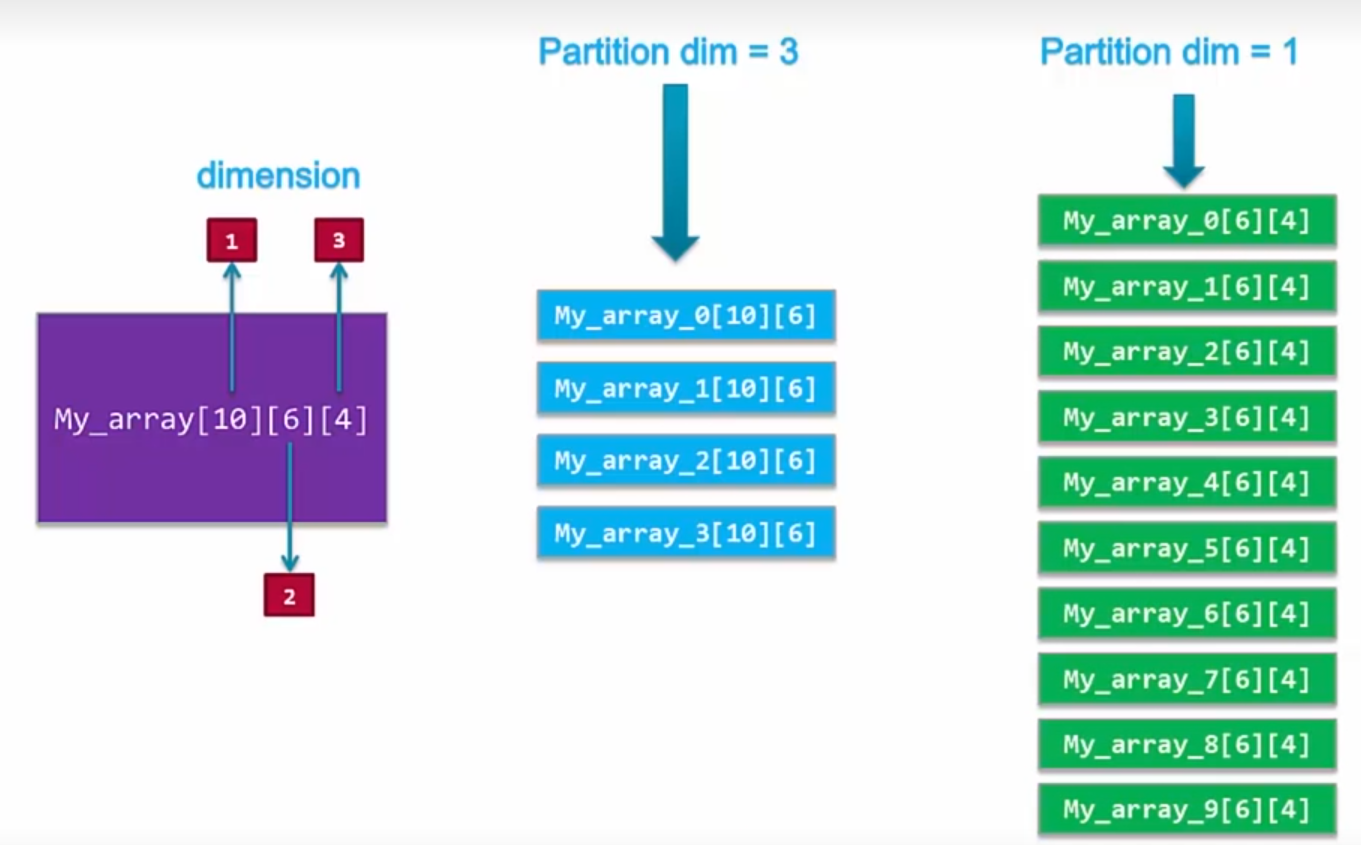 dimension
1
3
My_array[10][6][4]
2
Partition dim = 3
My_array_0[10][6]
My_array_1[10][6]
My_array_2[10][6]
My_array_3[10][6]
Partition dim = 1
My_array_0[6][4]
My_array_1[6][4]
My_array_2[6][4]
My_array_3[6][4]
My_array_4[6][4]
My_array_5[6][4]
My_array_6[6][4]
My_array_7[6][4]
My_array_8[6][4]
My_array_9[6][4]